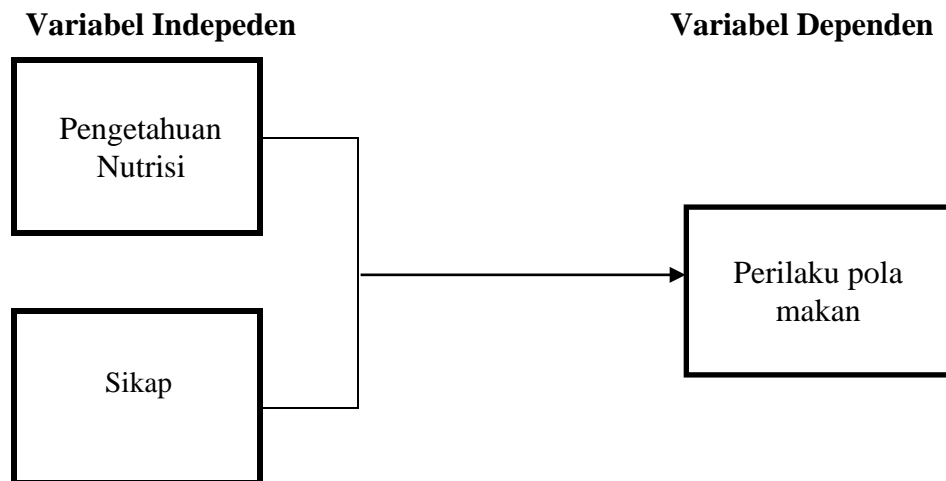 Variabel Indepeden
Variabel Dependen
Pengetahuan
Nutrisi
Perilaku pola
makan
Sikap